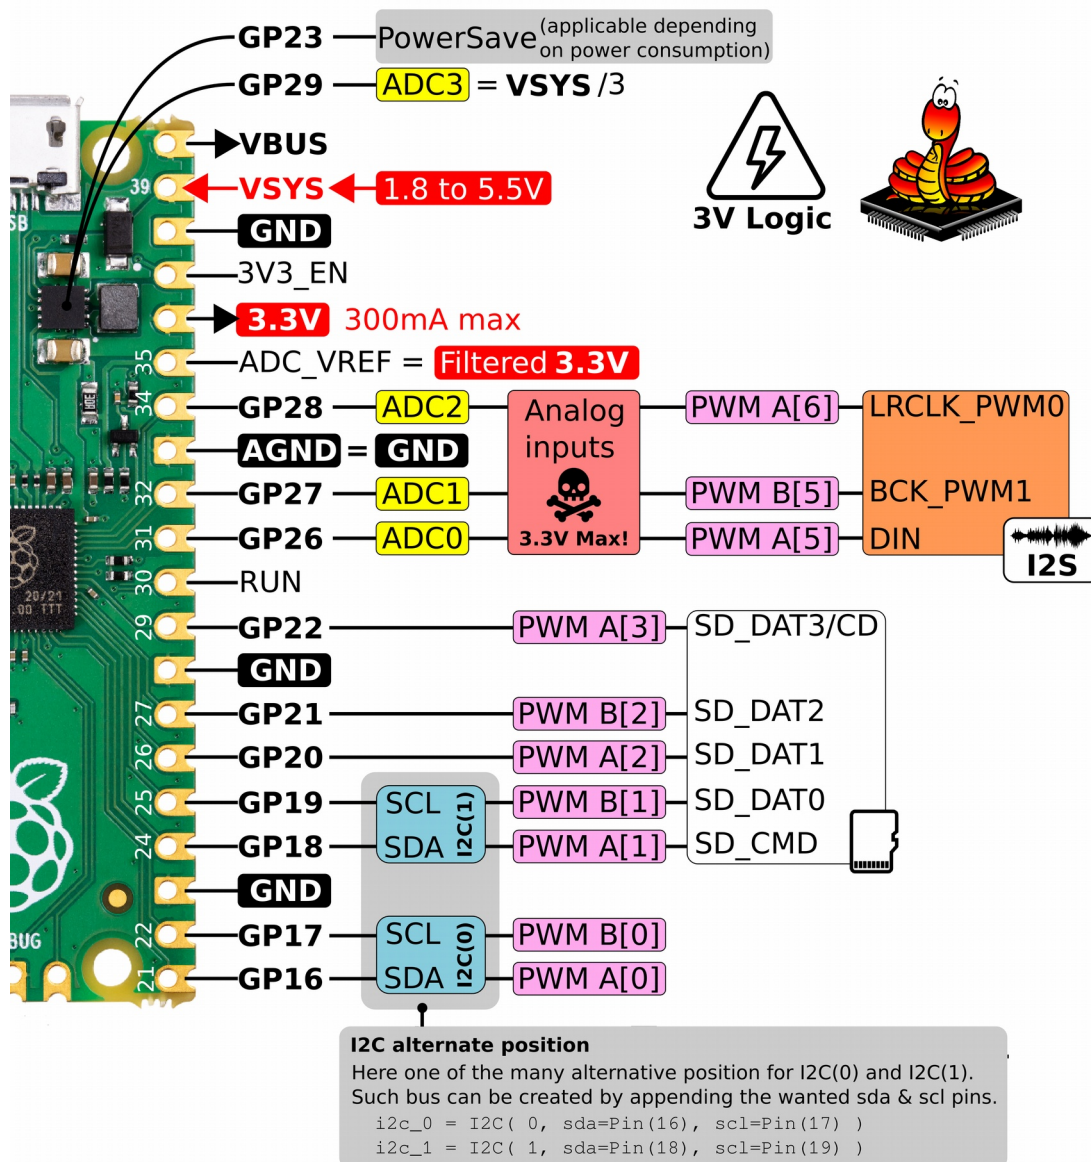 GP23 PowerSave (applicable depending
on power consumption)
GP29 ADC3 = VSYS /3
VBUS
39 VSYS 1.8 to 5.5V
3V Logic
SB
GND
3V3_EN
3.3V 300mA max
35 ADC_VREF = Filtered 3.3V
34 GP28 ADC2 Analog PWM A[6] LRCLK_PWM0
inputs
AGND = GND
32 GP27 ADC1 PWM B[5] BCK_PWM1
31 GP26 ADC0 3.3V Max! PWM A[5] DIN
I2S
30 RUN
20/21
00 TTT
29 GP22 PWM A[3] SD_DAT3/CD
GND
27 GP21 PWM B[2] SD_DAT2
26 GP20 PWM A[2] SD_DAT1
25 GP19 SCL I2C(1) PWM B[1] SD_DAT0
24 GP18 SDA PWM A[1] SD_CMD
GND
BUG
22 GP17 SCL I2C(0) PWM B[0]
21 GP16 SDA PWM A[0]
I2C alternate position
Here one of the many alternative position for I2C(0) and I2C(1).
Such bus can be created by appending the wanted sda & scl pins.
i2c_0 = I2C( 0, sda=Pin(16), scl=Pin(17) )
i2c_1 = I2C( 1, sda=Pin(18), scl=Pin(19) )